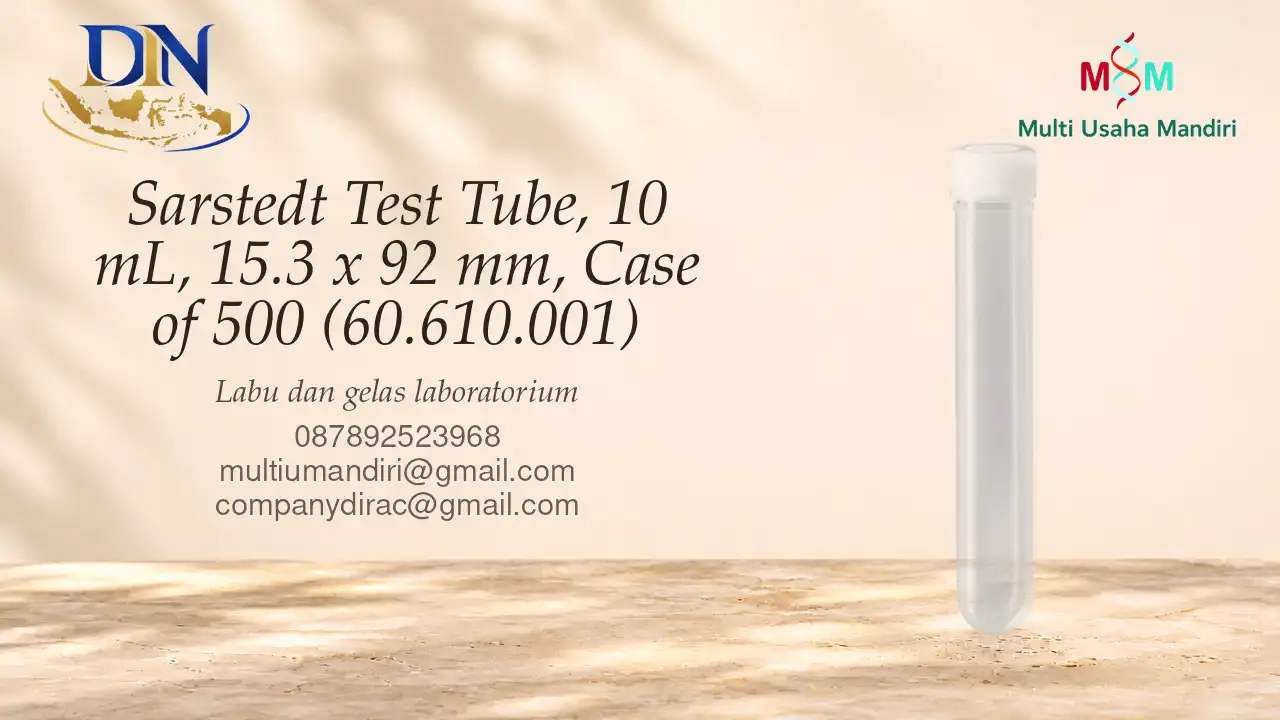 DIN
MSM
Multi Usaha Mandiri
Sarstedt Test Tube, 10
mL, 15.3 x 92 mm, Case
of 500 (60.610.001)
Labu dan gelas laboratorium
087892523968
multiumandiri@gmail.com
companydirac@gmail.com